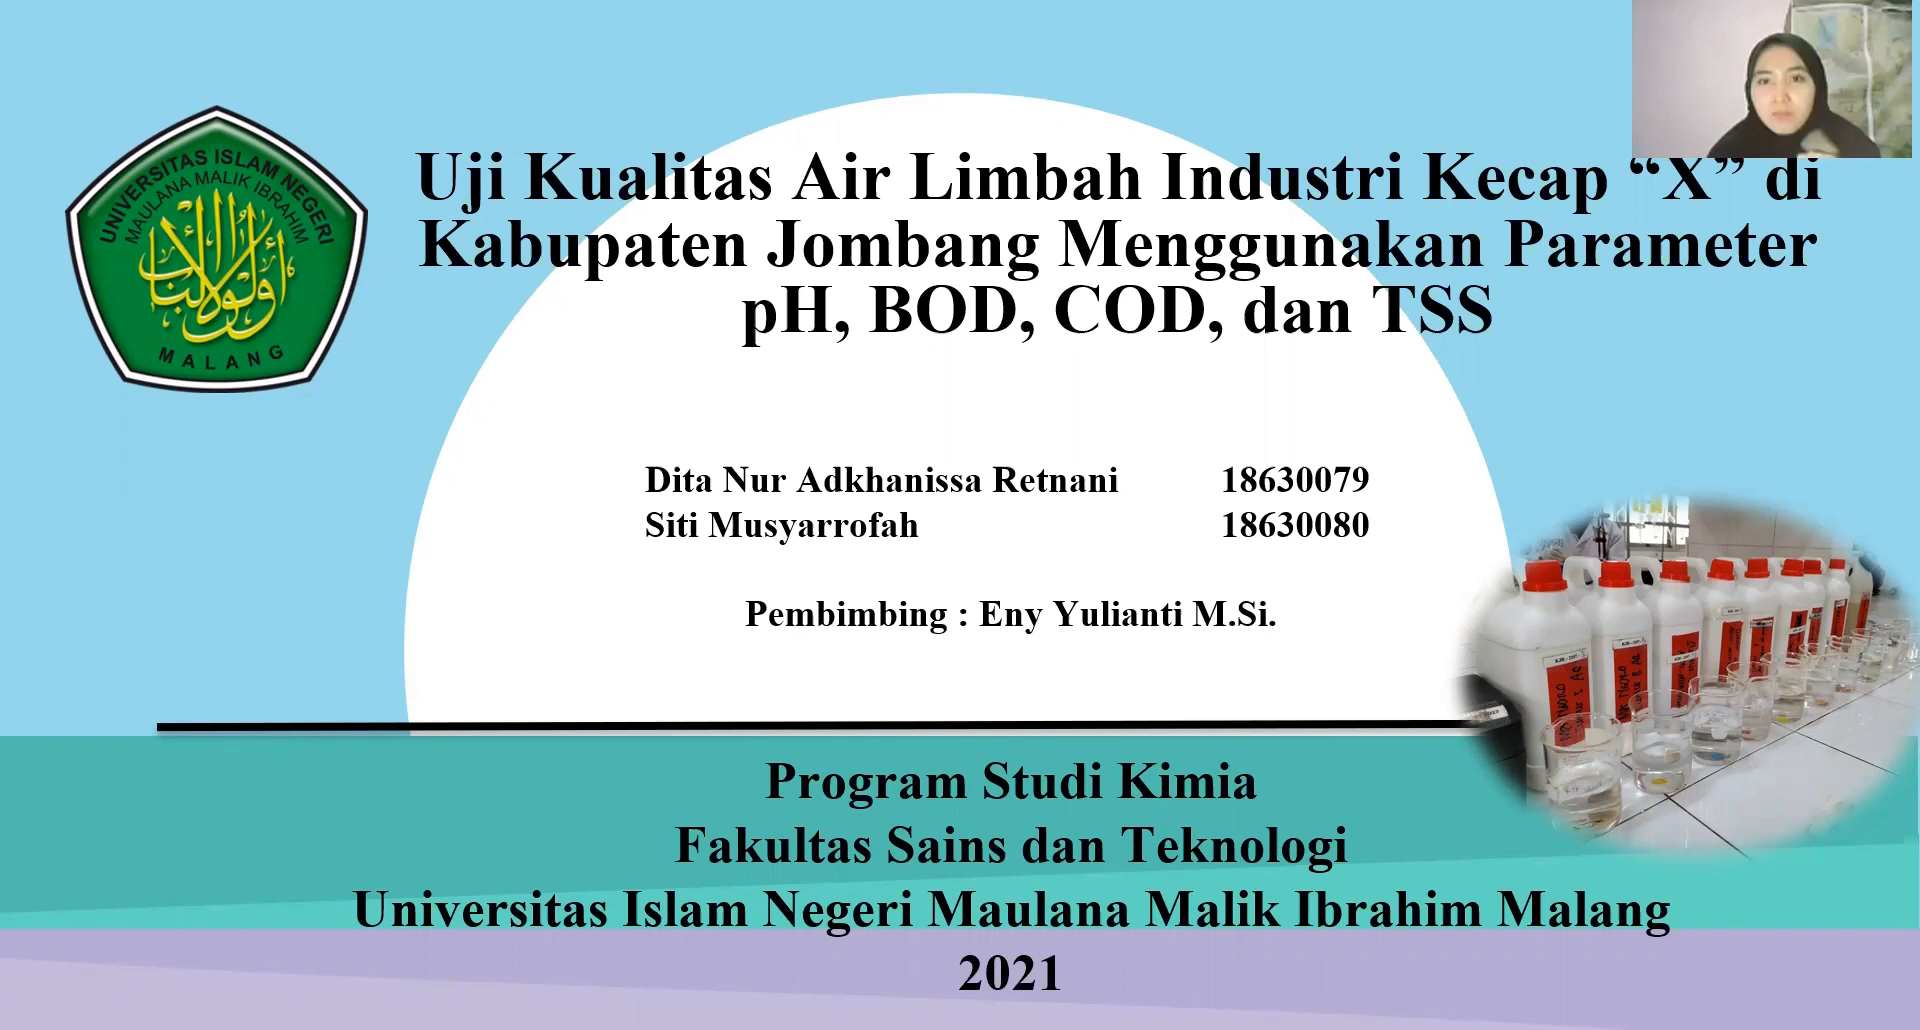 UNIVERSITAS ISLAM NEGERI
MAULANA MALIK IBRAHIM
MALANG
Uji Kualitas Air Limbah Industri Kecap “X” di
Kabupaten Jombang Menggunakan Parameter
pH, BOD, COD, dan TSS
Dita Nur Adkhanissa Retnani 18630079
Siti Musyarrofah 18630080
Pembimbing : Eny Yulianti M.Si.
Program Studi Kimia
Fakultas Sains dan Teknologi
Universitas Islam Negeri Maulana Malik Ibrahim Malang
2021